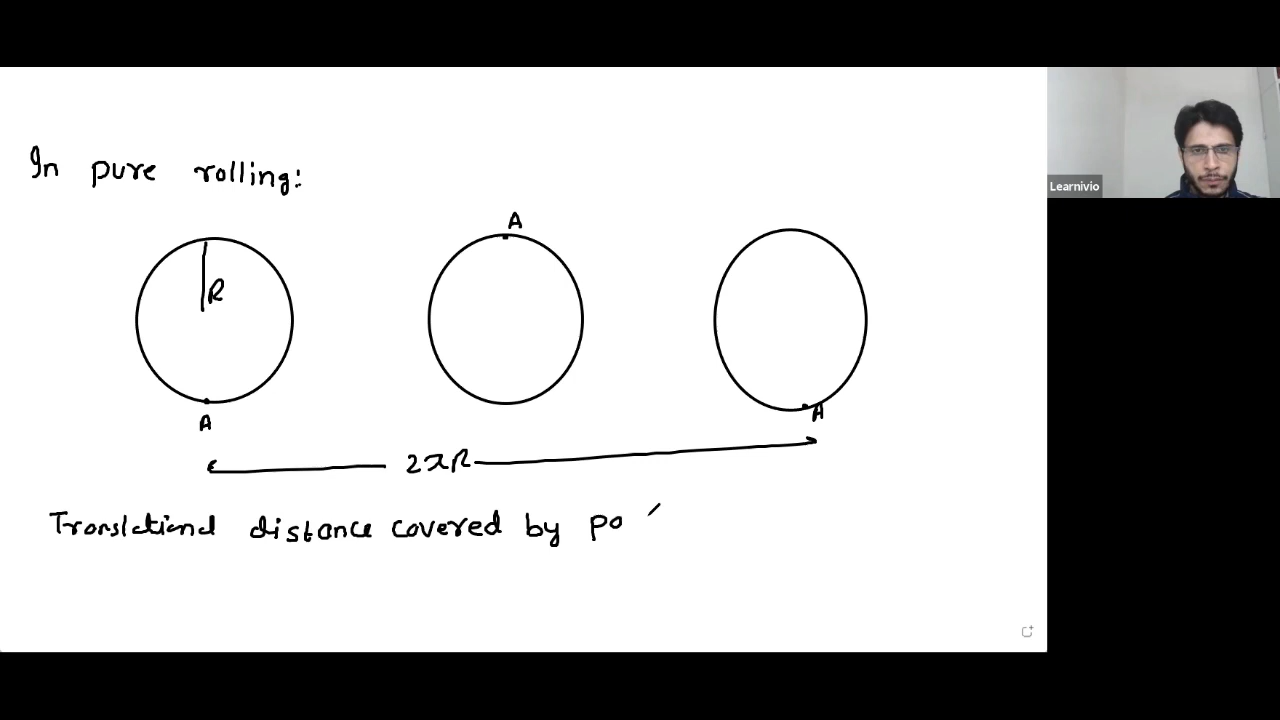 In pure rolling:
A
R
A
A
2πR
Translational distance covered by po
Learnivio